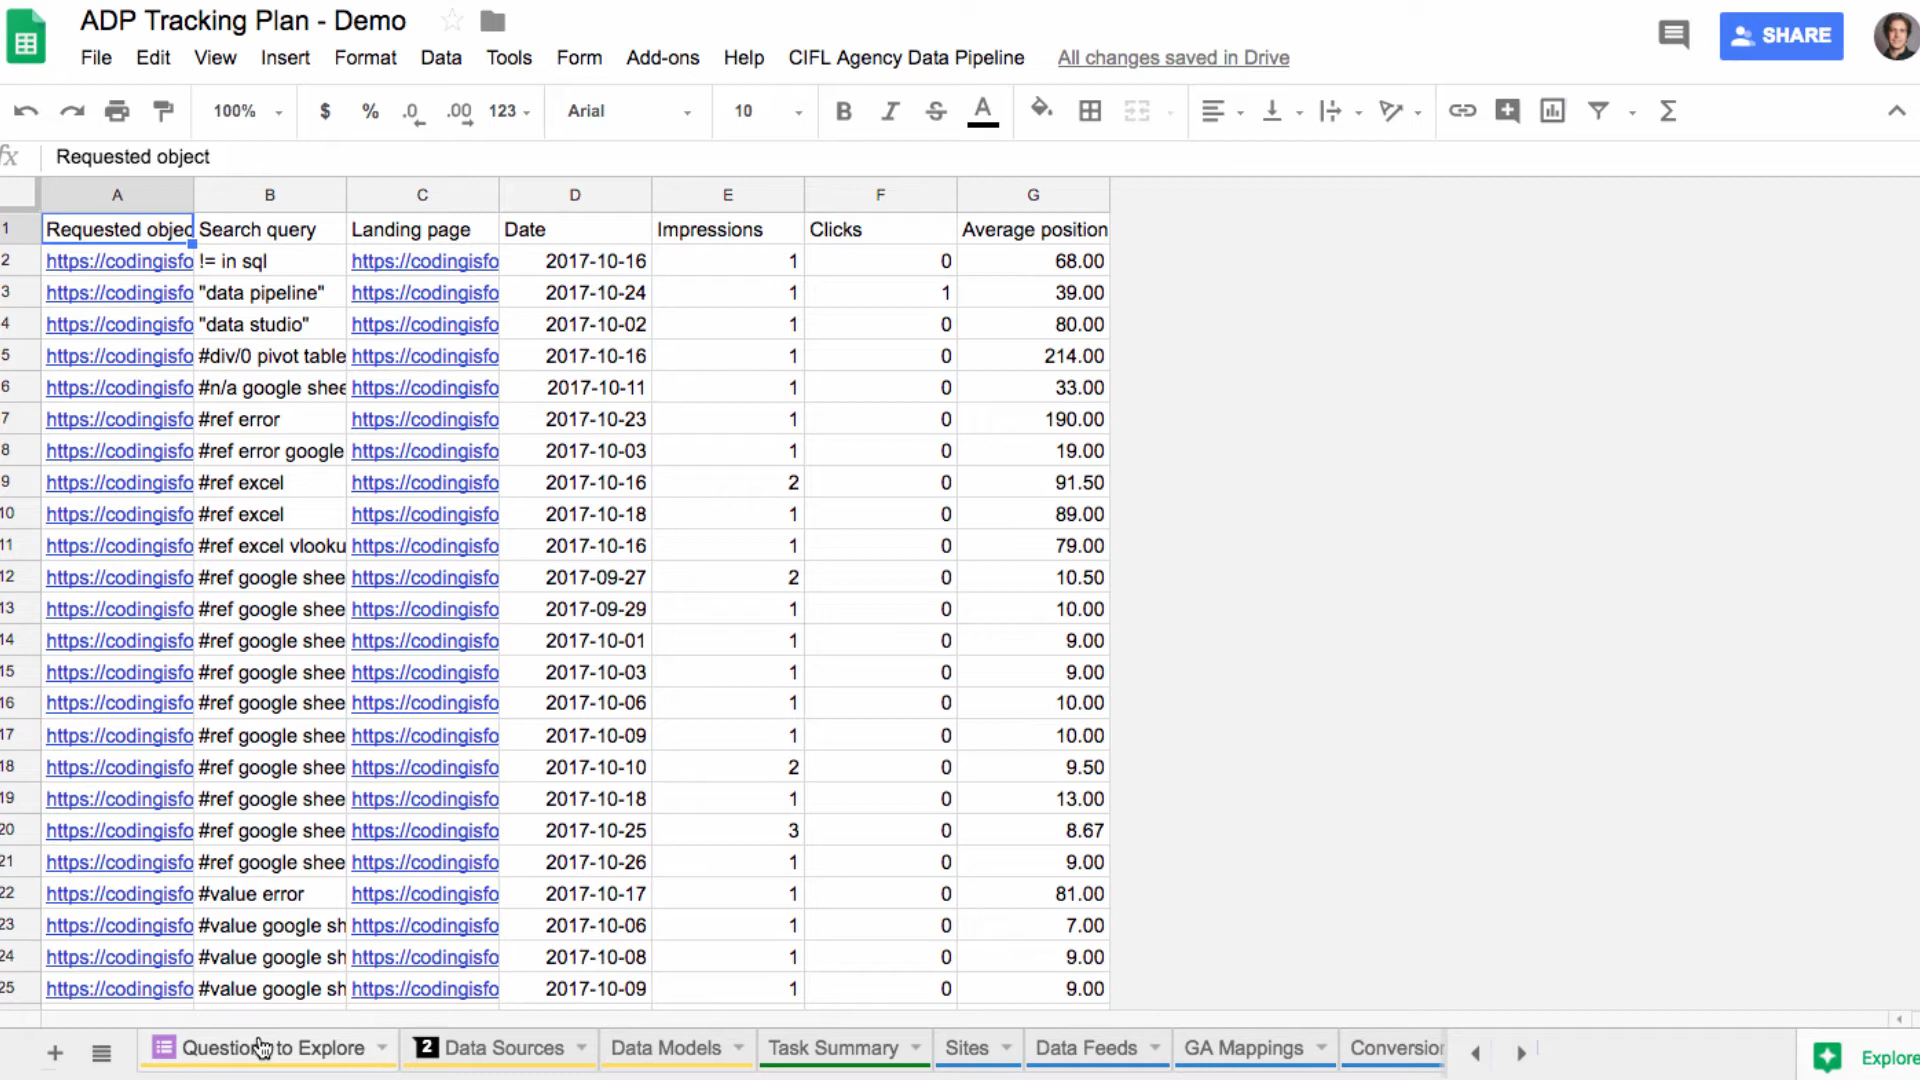 ADP Tracking Plan - Demo
SHARE
File Edit View Insert Format Data Tools Form Add-ons Help CIFL Agency Data Pipeline All changes saved in Drive
100% $ % .0 .00 123 Arial 10 B I S A Σ
fx Requested object
A B C D E F G
1 Requested objec Search query Landing page Date Impressions Clicks Average position
2 https://codingisfo != in sql https://codingisfo 2017-10-16 1 0 68.00
3 https://codingisfo "data pipeline" https://codingisfo 2017-10-24 1 1 39.00
4 https://codingisfo "data studio" https://codingisfo 2017-10-02 1 0 80.00
5 https://codingisfo #div/0 pivot table https://codingisfo 2017-10-16 1 0 214.00
6 https://codingisfo #n/a google shee https://codingisfo 2017-10-11 1 0 33.00
7 https://codingisfo #ref error https://codingisfo 2017-10-23 1 0 190.00
8 https://codingisfo #ref error google https://codingisfo 2017-10-03 1 0 19.00
9 https://codingisfo #ref excel https://codingisfo 2017-10-16 2 0 91.50
10 https://codingisfo #ref excel https://codingisfo 2017-10-18 1 0 89.00
11 https://codingisfo #ref excel vlooku https://codingisfo 2017-10-16 1 0 79.00
12 https://codingisfo #ref google shee https://codingisfo 2017-09-27 2 0 10.50
13 https://codingisfo #ref google shee https://codingisfo 2017-09-29 1 0 10.00
14 https://codingisfo #ref google shee https://codingisfo 2017-10-01 1 0 9.00
15 https://codingisfo #ref google shee https://codingisfo 2017-10-03 1 0 9.00
16 https://codingisfo #ref google shee https://codingisfo 2017-10-06 1 0 10.00
17 https://codingisfo #ref google shee https://codingisfo 2017-10-09 1 0 10.00
18 https://codingisfo #ref google shee https://codingisfo 2017-10-10 2 0 9.50
19 https://codingisfo #ref google shee https://codingisfo 2017-10-18 1 0 13.00
20 https://codingisfo #ref google shee https://codingisfo 2017-10-25 3 0 8.67
21 https://codingisfo #ref google shee https://codingisfo 2017-10-26 1 0 9.00
22 https://codingisfo #value error https://codingisfo 2017-10-17 1 0 81.00
23 https://codingisfo #value google sh https://codingisfo 2017-10-06 1 0 7.00
24 https://codingisfo #value google sh https://codingisfo 2017-10-08 1 0 9.00
25 https://codingisfo #value google sh https://codingisfo 2017-10-09 1 0 9.00
Questions to Explore 2 Data Sources Data Models Task Summary Sites Data Feeds GA Mappings Conversion Explore